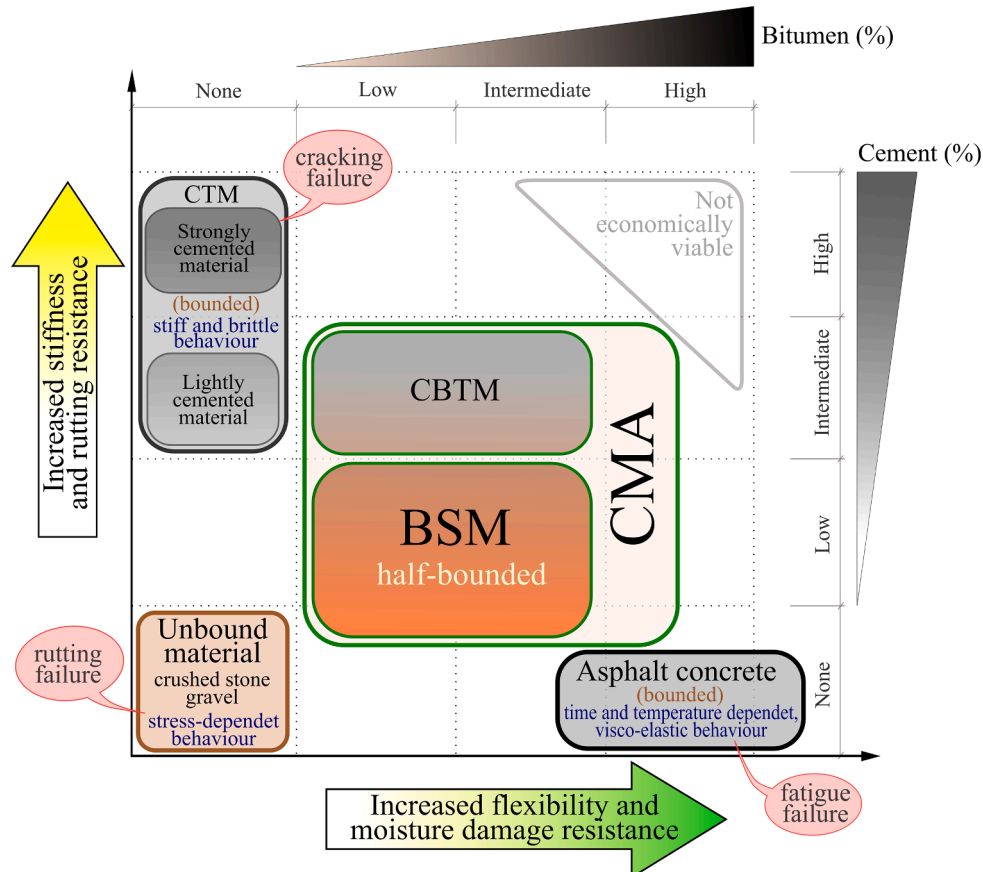 Bitumen (%)
None
Low
Intermediate
High
Cement (%)
cracking
failure
CTM
Strongly
cemented
material
(bounded)
stiff and brittle
behaviour
Lightly
cemented
material
Not
economically
viable
High
Intermediate
Low
None
Increased stiffness
and rutting resistance
CBTM
CMA
BSM
half-bounded
rutting
failure
Unbound
material
crushed stone
gravel
stress-dependet
behaviour
Asphalt concrete
(bounded)
time and temperature dependet,
visco-elastic behaviour
fatigue
failure
Increased flexibility and
moisture damage resistance